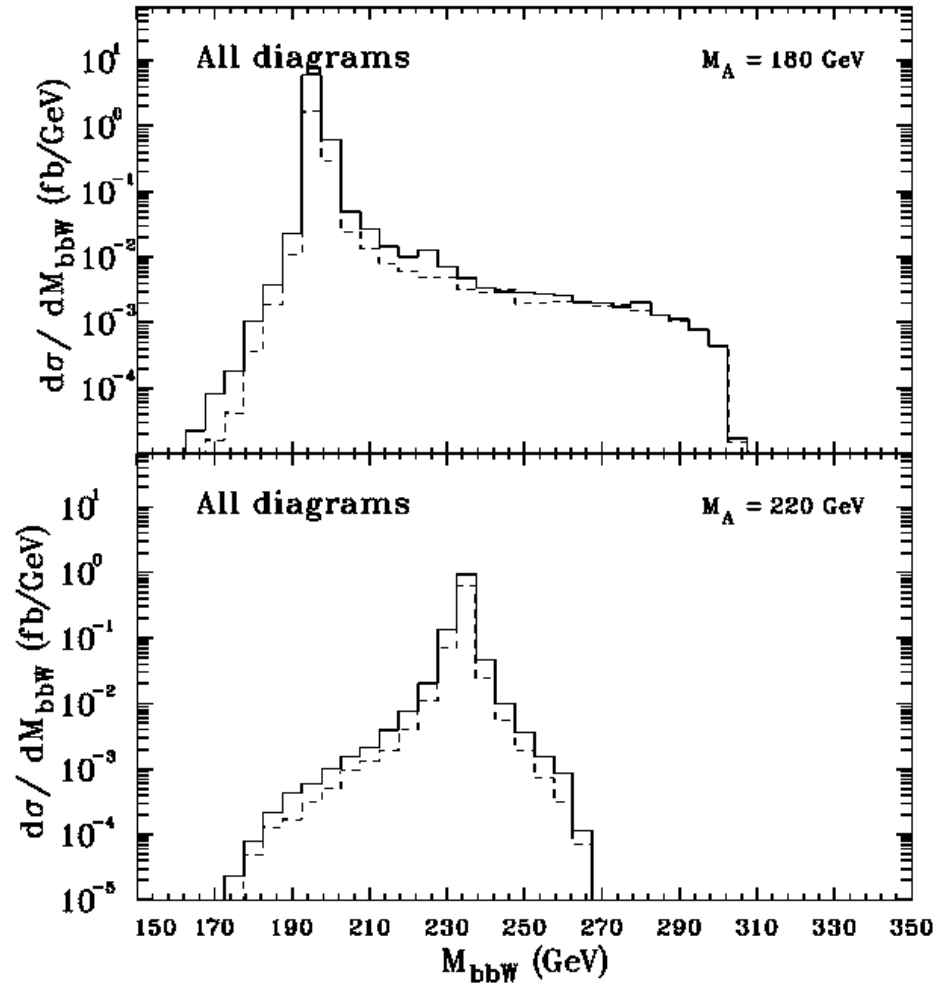 All diagrams M_A = 180 GeV
10^1
10^0
10^-1
10^-2
10^-3
10^-4
dσ / dM_bbW (fb/GeV)
All diagrams M_A = 220 GeV
10^1
10^0
10^-1
10^-2
10^-3
10^-4
10^-5
dσ / dM_bbW (fb/GeV)
150 170 190 210 230 250 270 290 310 330 350
M_bbW (GeV)